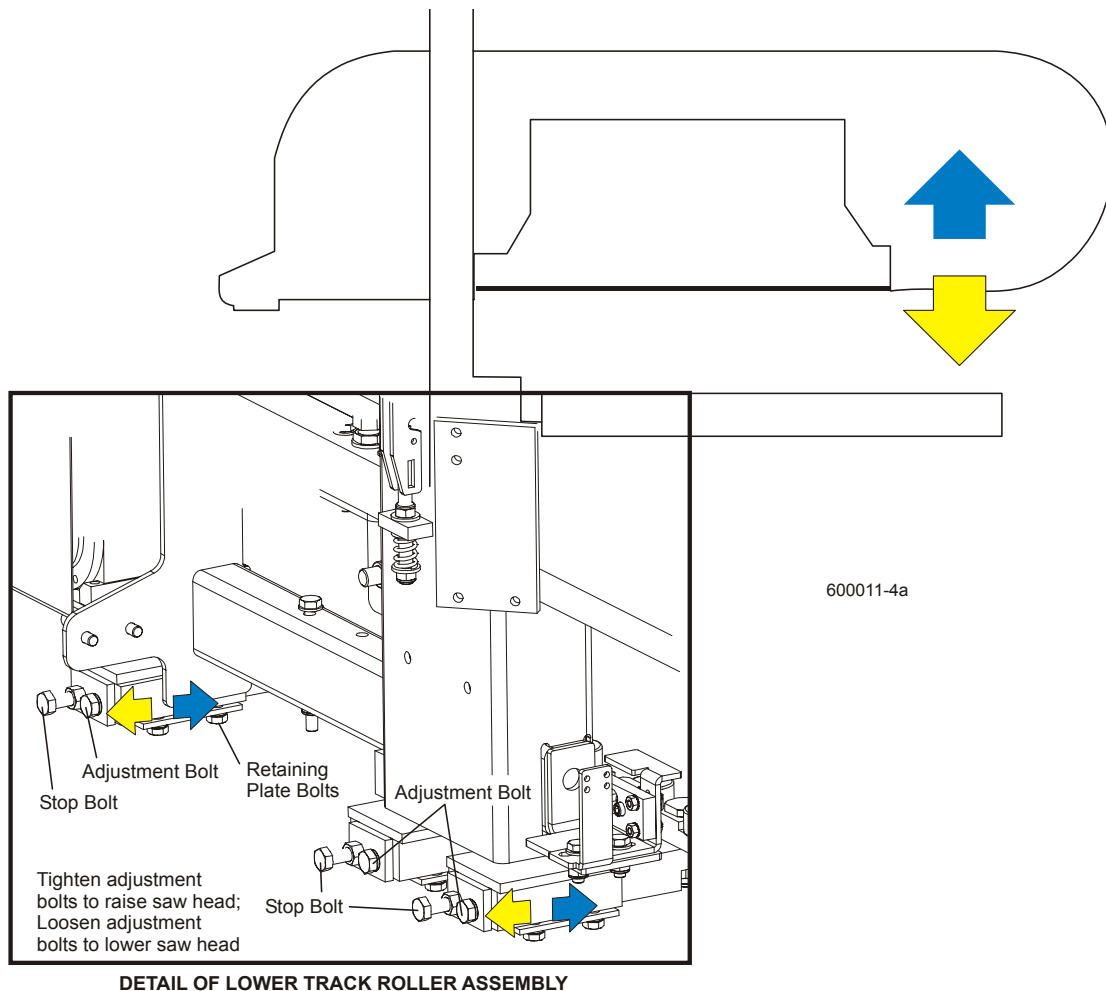 600011-4a
Adjustment Bolt
Stop Bolt
Retaining
Plate Bolts
Adjustment Bolt
Stop Bolt
Tighten adjustment
bolts to raise saw head;
Loosen adjustment
bolts to lower saw head
DETAIL OF LOWER TRACK ROLLER ASSEMBLY